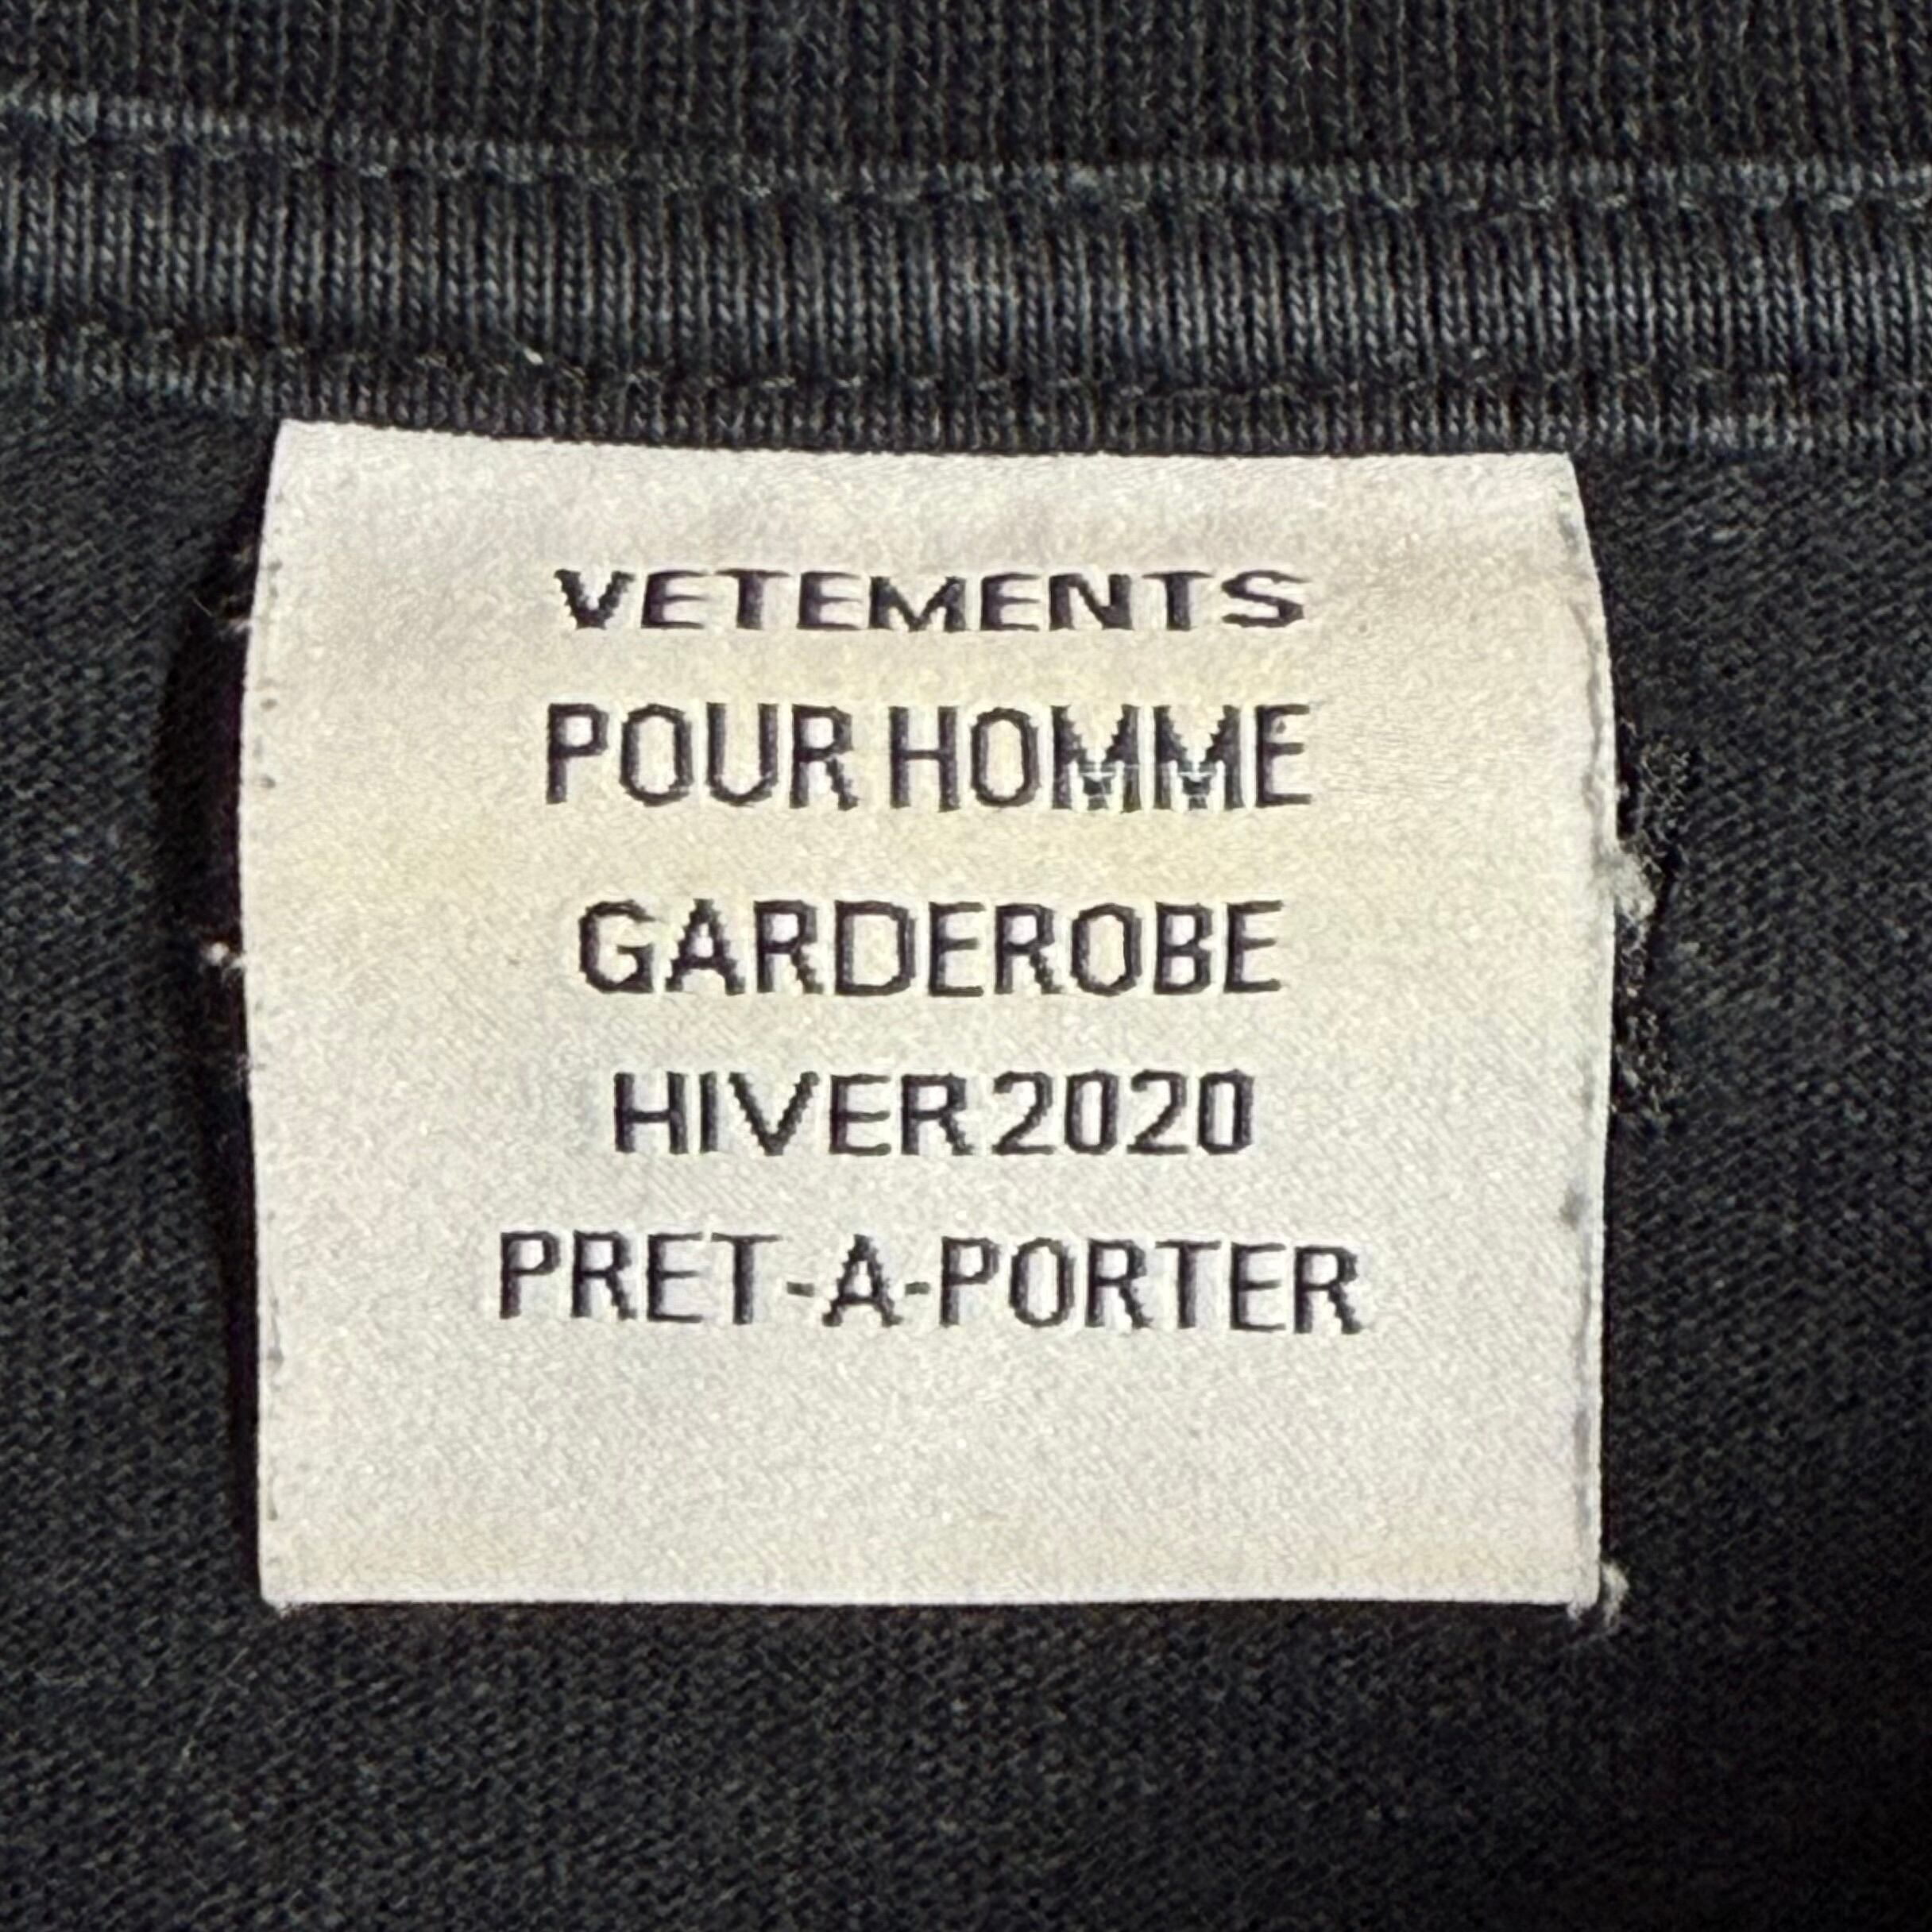 VETEMENTS
POUR HOMME
GARDEROBE
HIVER 2020
PRET-A-PORTER